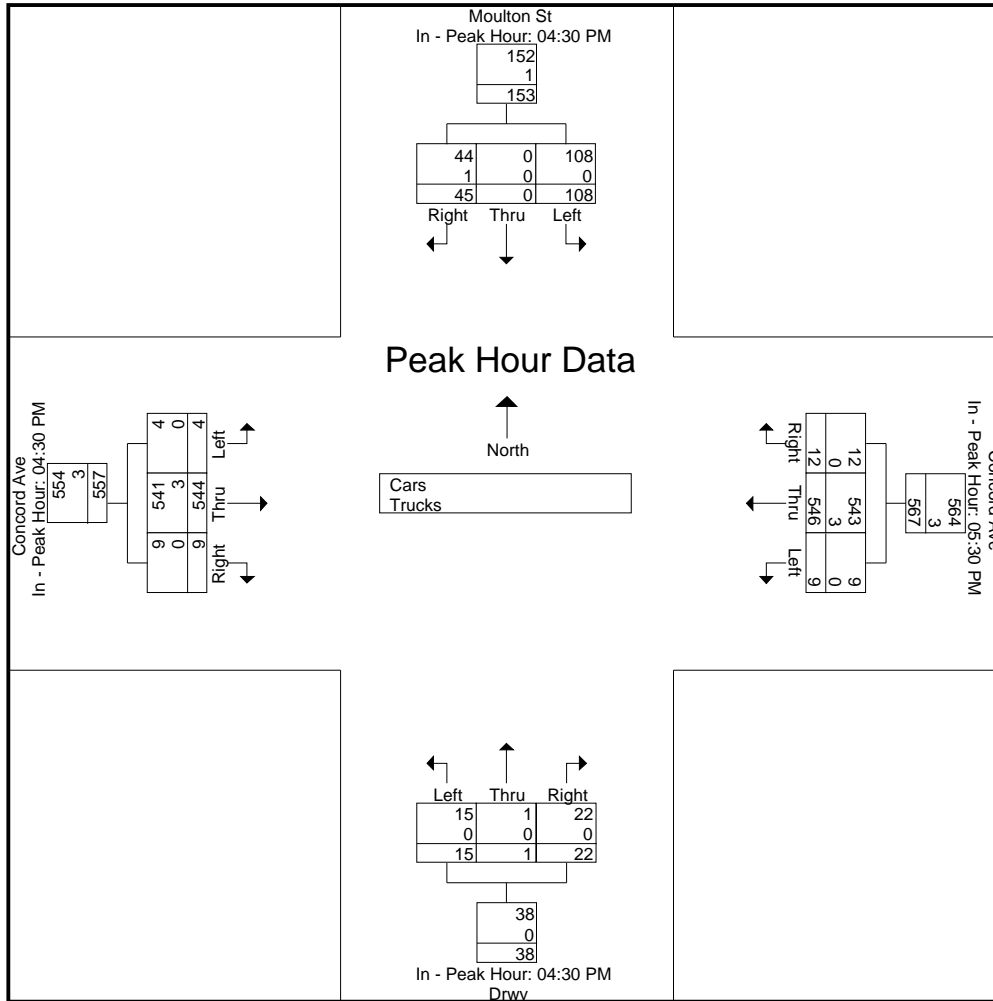 Moulton St
In - Peak Hour: 04:30 PM
152
1
153
44 0 108
1 0 0
45 0 108
Right Thru Left
Peak Hour Data
North
Cars
Trucks
Concord Ave
In - Peak Hour: 04:30 PM
554
3
557
4 0 4
Left
541 3 544
Thru
9 0 9
Right
Concord Ave
In - Peak Hour: 05:30 PM
564
3
567
Right
12 0 12
Thru
546 3 543
Left
9 0 9
Left Thru Right
15 1 22
0 0 0
15 1 22
38
0
38
In - Peak Hour: 04:30 PM
Drwy